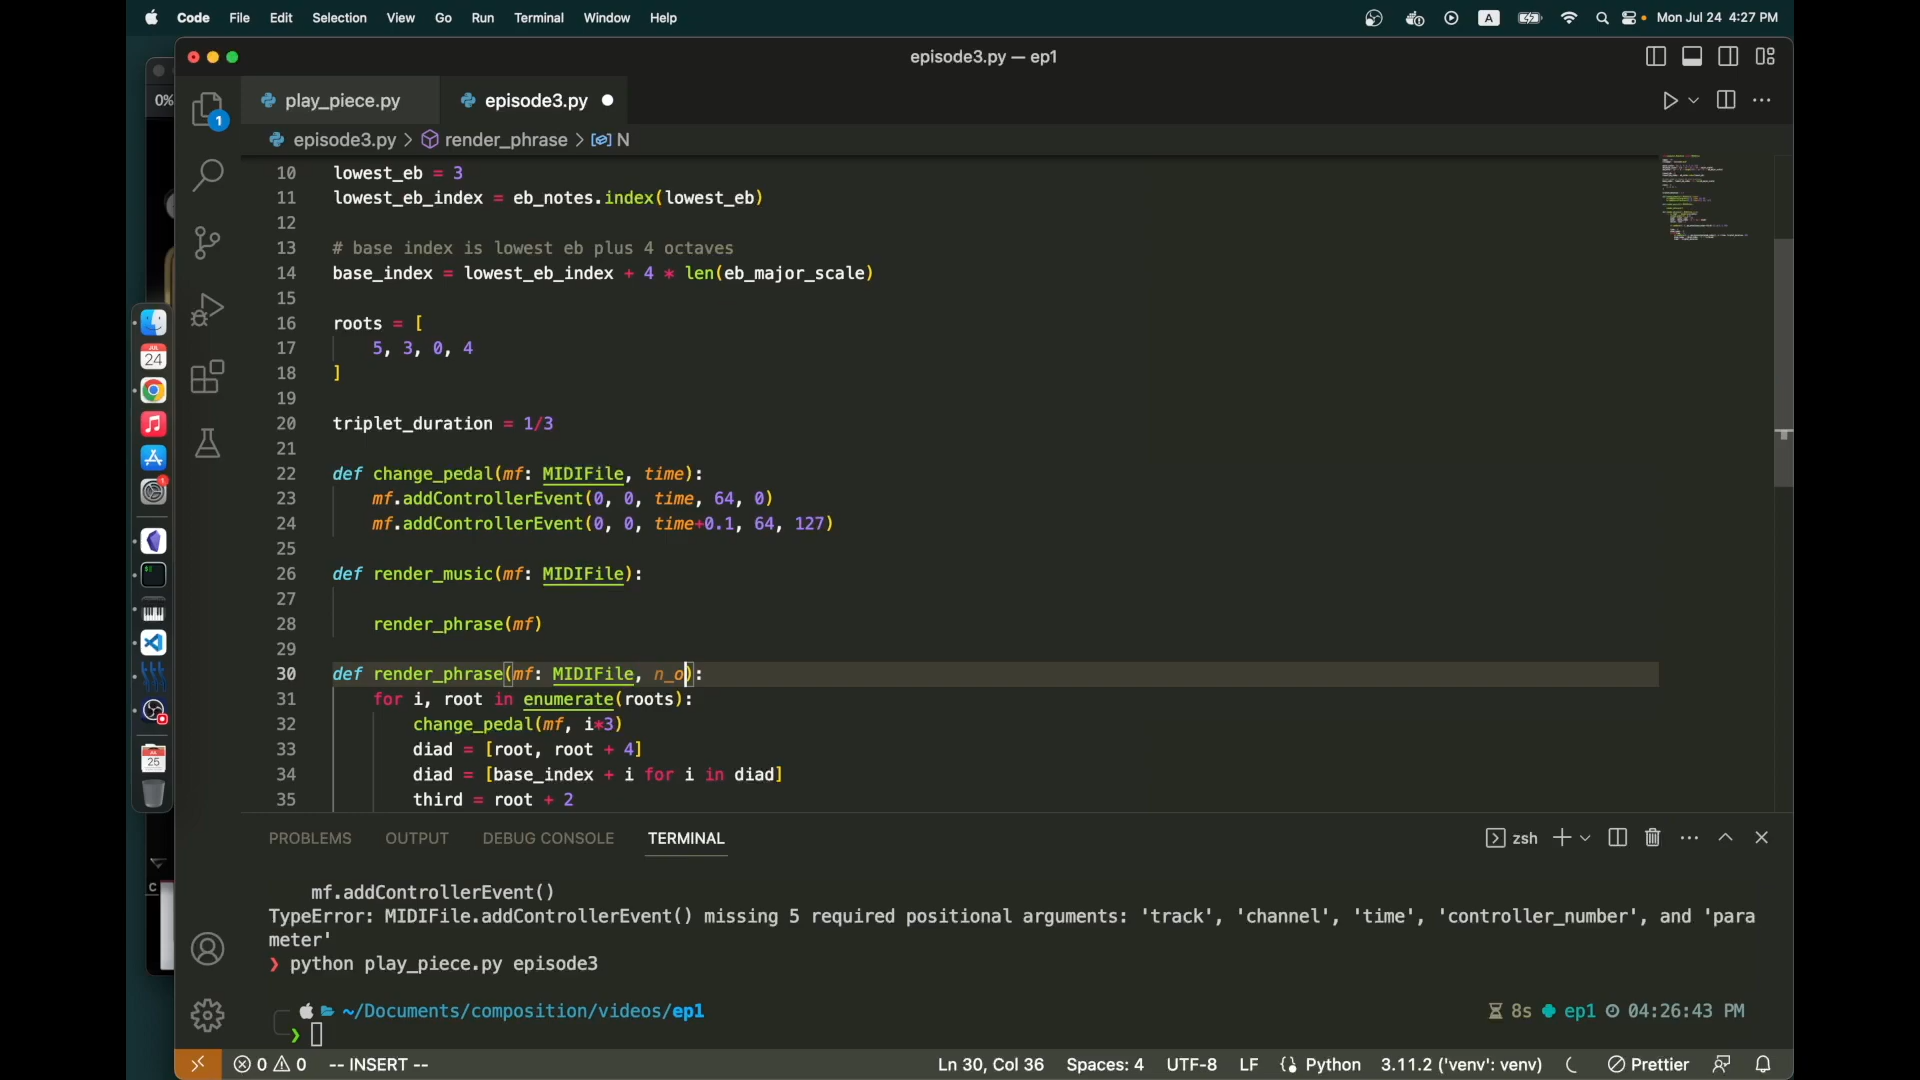 Code File Edit Selection View Go Run Terminal Window Help
A
Mon Jul 24 4:27 PM
episode3.py — ep1
0%
play_piece.py
episode3.py
1
episode3.py > render_phrase > N
10 lowest_eb = 3
11 lowest_eb_index = eb_notes.index(lowest_eb)
12
13 # base index is lowest eb plus 4 octaves
14 base_index = lowest_eb_index + 4 * len(eb_major_scale)
15
16 roots = [
17 5, 3, 0, 4
18 ]
19
20 triplet_duration = 1/3
21
22 def change_pedal(mf: MIDIFile, time):
23 mf.addControllerEvent(0, 0, time, 64, 0)
24 mf.addControllerEvent(0, 0, time+0.1, 64, 127)
25
26 def render_music(mf: MIDIFile):
27
28 render_phrase(mf)
29
30 def render_phrase(mf: MIDIFile, n_o):
31 for i, root in enumerate(roots):
32 change_pedal(mf, i*3)
33 diad = [root, root + 4]
34 diad = [base_index + i for i in diad]
35 third = root + 2
JUL
24
1
JUL
25
C
PROBLEMS OUTPUT DEBUG CONSOLE TERMINAL
zsh
mf.addControllerEvent()
TypeError: MIDIFile.addControllerEvent() missing 5 required positional arguments: 'track', 'channel', 'time', 'controller_number', and 'para
meter'
❯ python play_piece.py episode3
~/Documents/composition/videos/ep1
8s ep1 04:26:43 PM
❯
0 0 -- INSERT --
Ln 30, Col 36 Spaces: 4 UTF-8 LF Python 3.11.2 ('venv': venv) Prettier